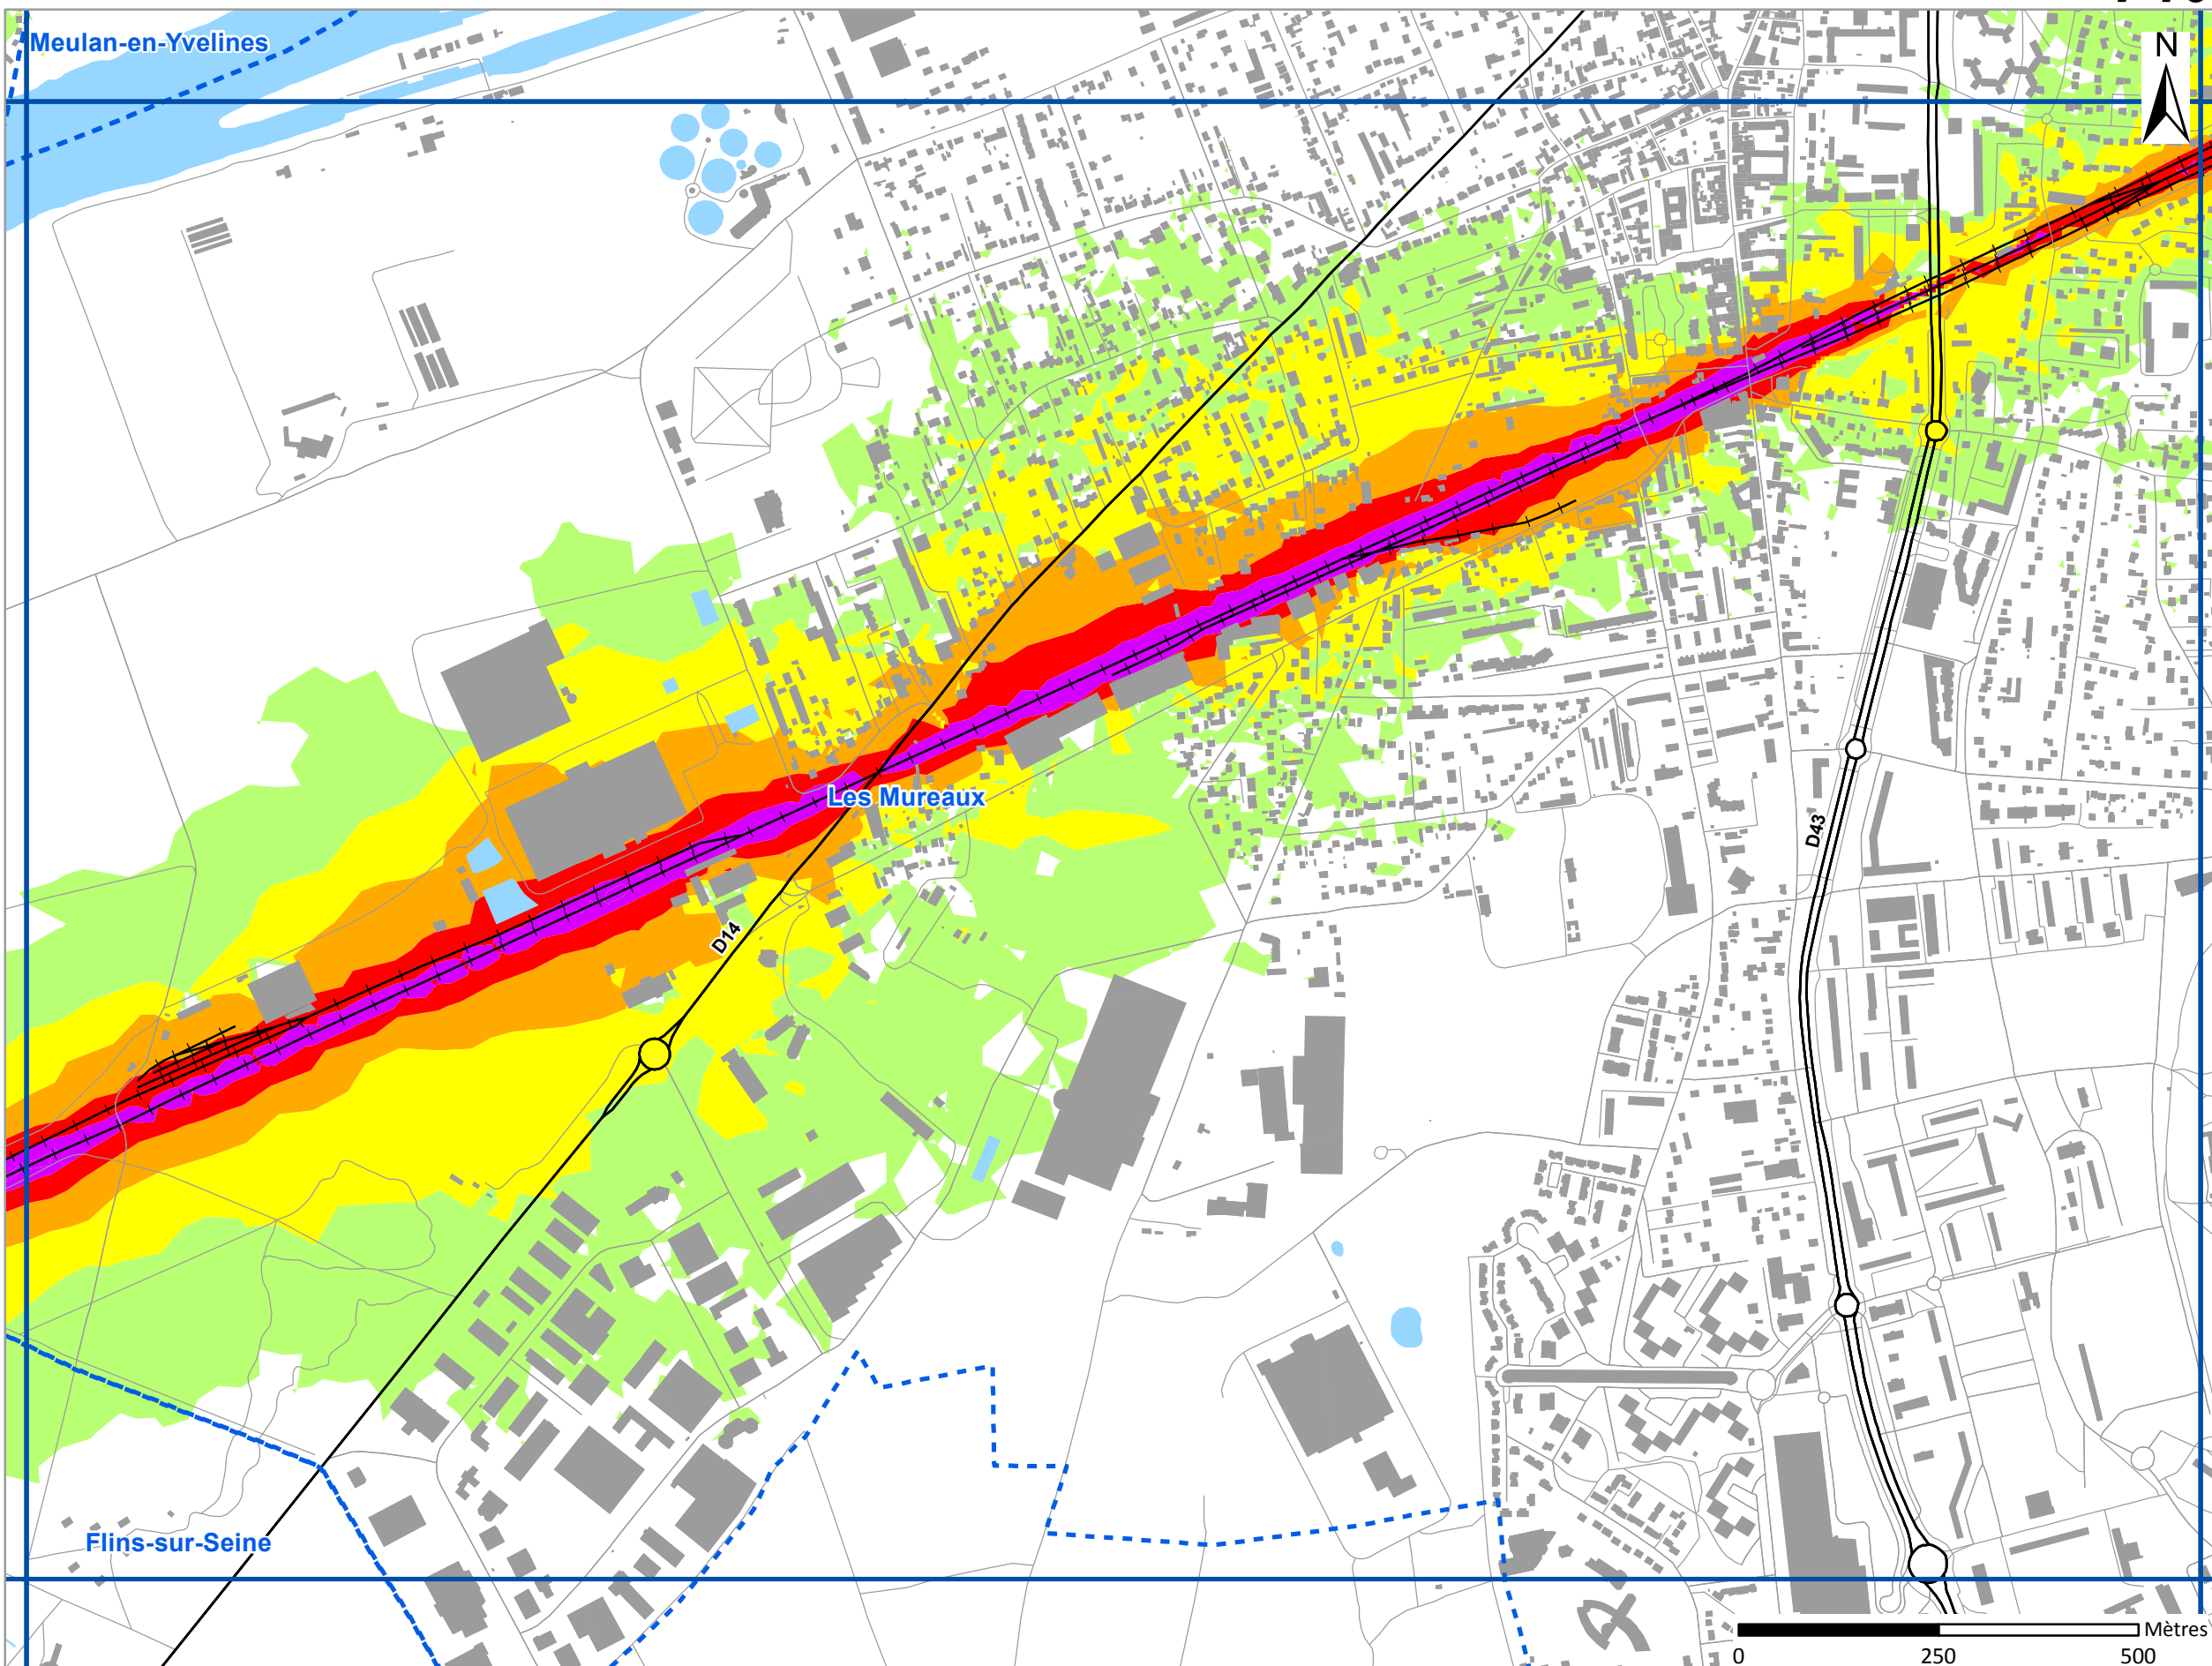 Meulan-en-Yvelines
N
Les Mureaux
D43
D14
Flins-sur-Seine
Mètres
0 250 500